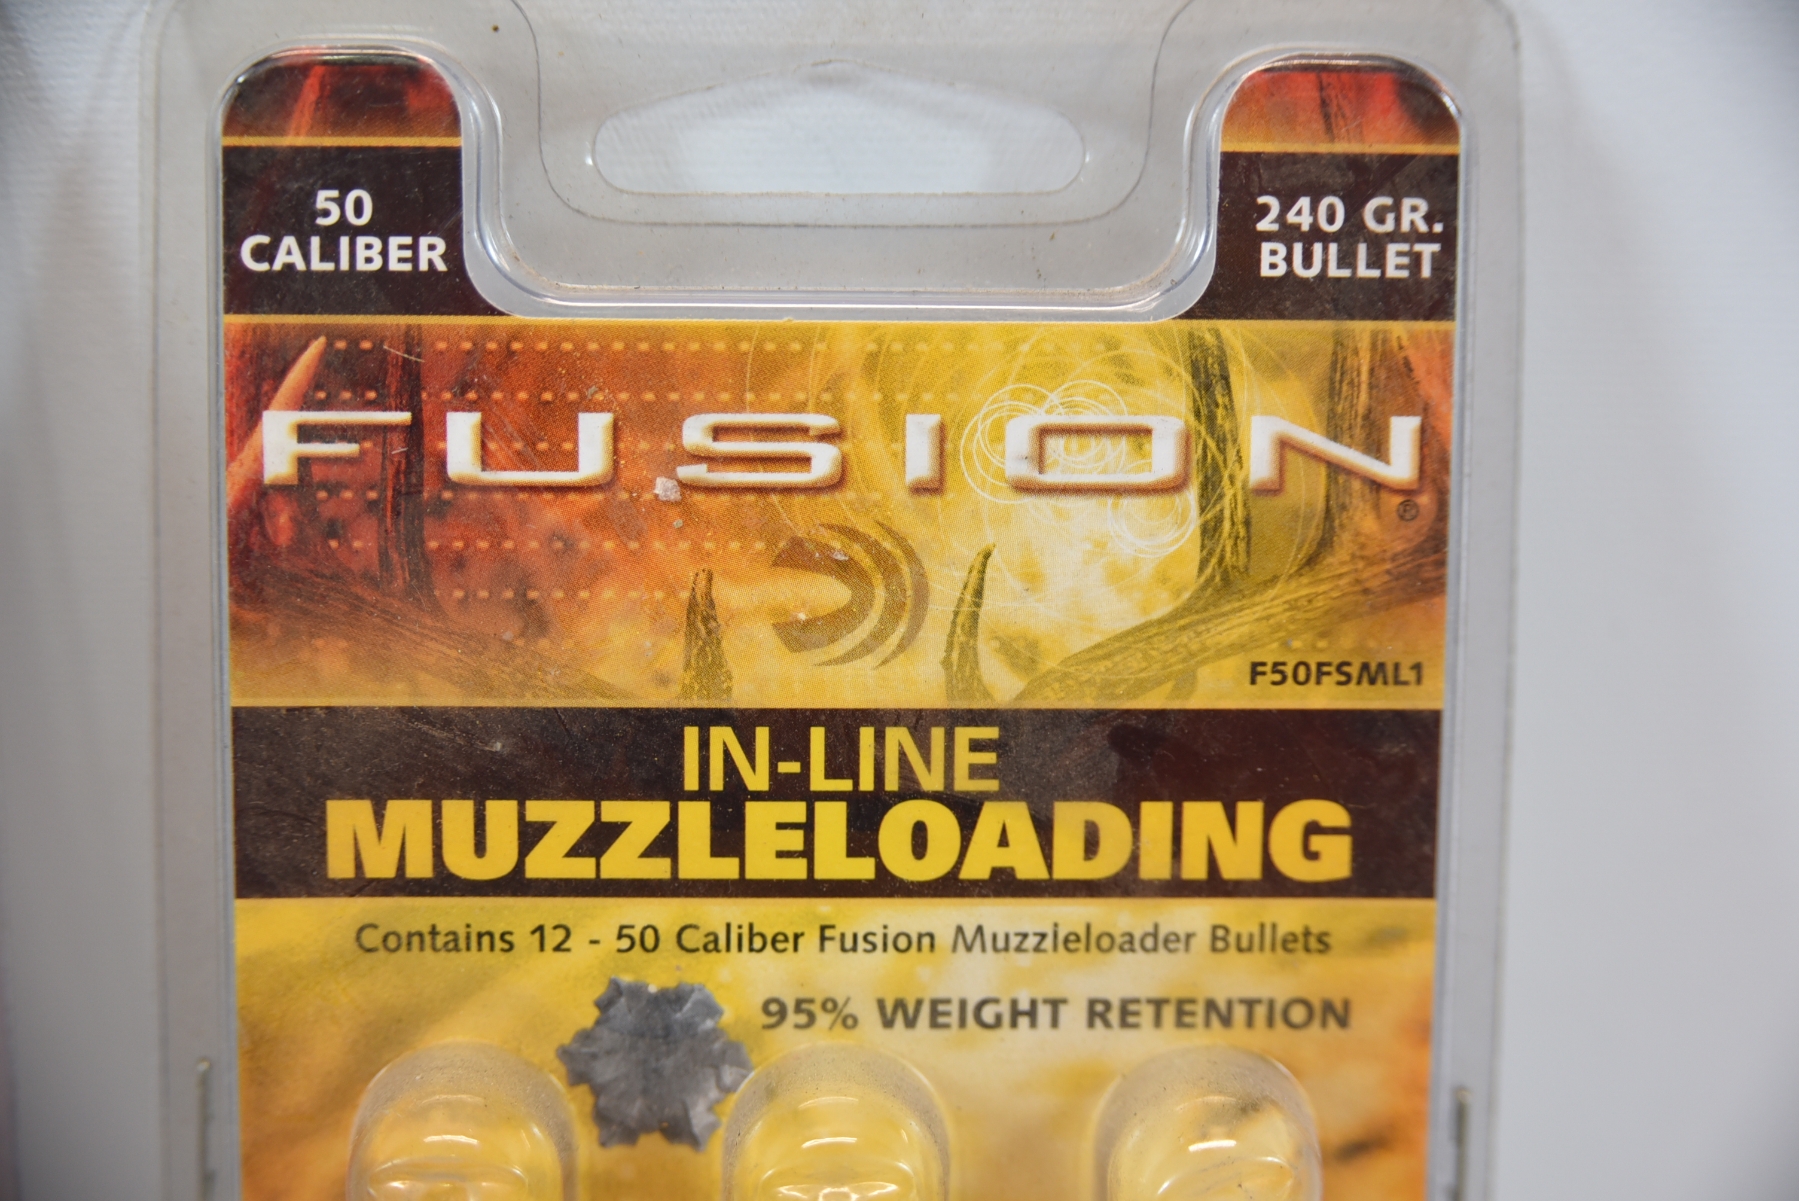 50
CALIBER
240 GR.
BULLET
FUSION
®
F50FSML1
IN-LINE
MUZZLELOADING
Contains 12 - 50 Caliber Fusion Muzzleloader Bullets
95% WEIGHT RETENTION